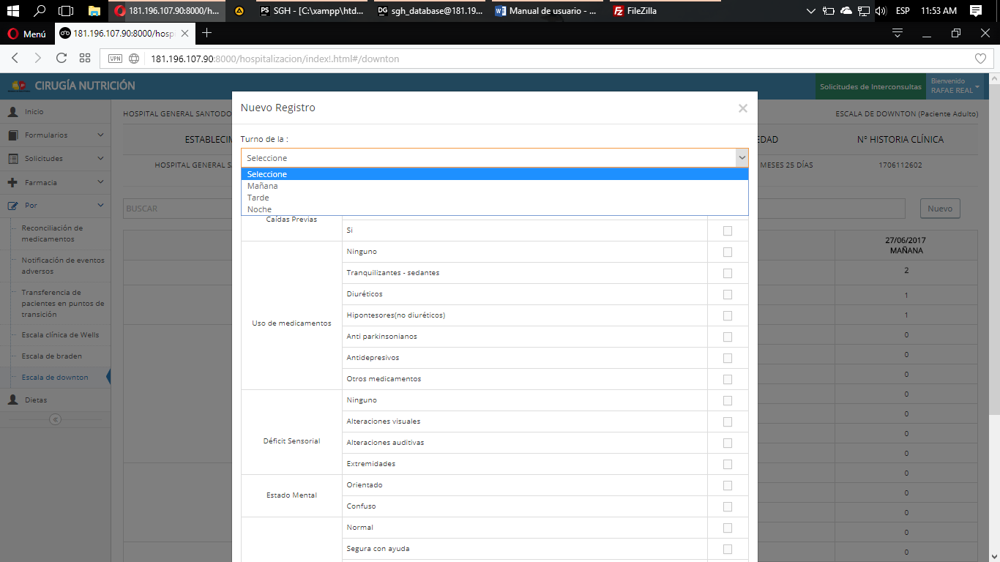 181.196.107.90:8000/h...
SGH - [C:\xampp\htd...
sgh_database@181.19...
Manual de usuario - ...
FileZilla
ESP
11:53 AM
Menú
181.196.107.90:8000/hosp
VPN
181.196.107.90:8000/hospitalizacion/index!.html#/downton
CIRUGÍA NUTRICIÓN
Solicitudes de Interconsultas
Bienvenido
RAFAE REAL
Inicio
Formularios
Solicitudes
Farmacia
Por
Reconciliación de
medicamentos
Notificación de eventos
adversos
Transferencia de
pacientes en puntos de
transición
Escala clínica de Wells
Escala de braden
Escala de downton
Dietas
HOSPITAL GENERAL SANTODO
ESCALA DE DOWNTON (Paciente Adulto)
ESTABLECIM
EDAD
Nº HISTORIA CLÍNICA
HOSPITAL GENERAL SA
MESES 25 DÍAS
1706112602
BUSCAR
Nuevo
27/06/2017
MAÑANA
2
1
1
0
0
0
0
0
0
0
0
0
0
0
0
Nuevo Registro
Turno de la :
Seleccione
Seleccione
Mañana
Tarde
Noche
Caídas Previas
Si
Uso de medicamentos
Ninguno
Tranquilizantes - sedantes
Diuréticos
Hipontesores(no diuréticos)
Anti parkinsonianos
Antidepresivos
Otros medicamentos
Déficit Sensorial
Ninguno
Alteraciones visuales
Alteraciones auditivas
Extremidades
Estado Mental
Orientado
Confuso
Normal
Segura con ayuda